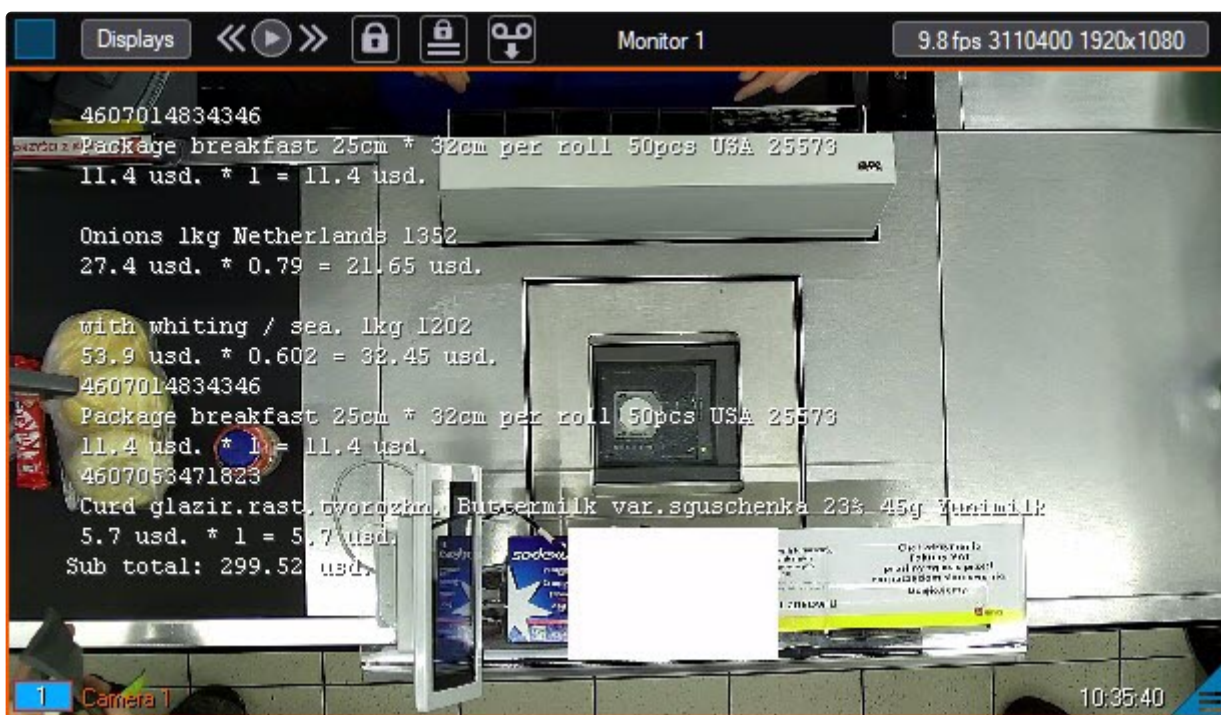 Displays
Monitor 1
9.8 fps 3110400 1920x1080
4607014834346
Package breakfast 25cm * 32cm per roll 50pcs USA 25573
11.4 usd. * 1 = 11.4 usd.
Onions 1kg Netherlands 1352
27.4 usd. * 0.79 = 21.65 usd.
with whiting / sea. 1kg 1202
53.9 usd. * 0.602 = 32.45 usd.
4607014834346
Package breakfast 25cm * 32cm per roll 50pcs USA 25573
11.4 usd. * 1 = 11.4 usd.
4607053471823
Curd glazir.rast.tvorozhn. Buttermilk var.sguschenka 23% 45g Yunimilk
5.7 usd. * 1 = 5.7 usd.
Sub total: 299.52 usd.
1
Camera 1
10:35:40